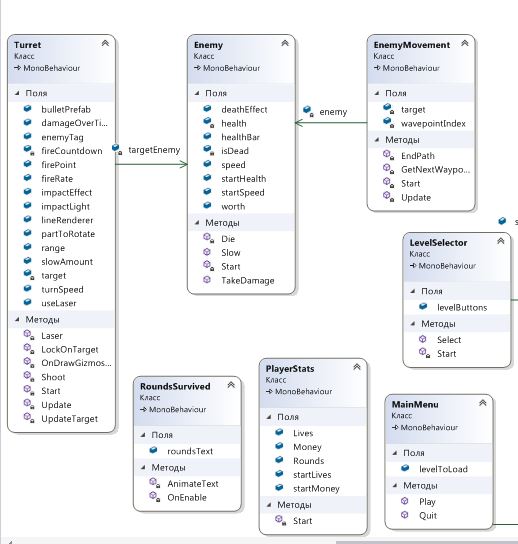 Turret
Класс
MonoBehaviour
Поля
bulletPrefab
damageOverTi...
enemyTag
fireCountdown
firePoint
fireRate
impactEffect
impactLight
lineRenderer
partToRotate
range
slowAmount
target
turnSpeed
useLaser
Методы
Laser
LockOnTarget
OnDrawGizmos...
Shoot
Start
Update
UpdateTarget
targetEnemy
Enemy
Класс
MonoBehaviour
Поля
deathEffect
health
healthBar
isDead
speed
startHealth
startSpeed
worth
Методы
Die
Slow
Start
TakeDamage
enemy
EnemyMovement
Класс
MonoBehaviour
Поля
target
wavepointIndex
Методы
EndPath
GetNextWaypo...
Start
Update
s
LevelSelector
Класс
MonoBehaviour
Поля
levelButtons
Методы
Select
Start
RoundsSurvived
Класс
MonoBehaviour
Поля
roundsText
Методы
AnimateText
OnEnable
PlayerStats
Класс
MonoBehaviour
Поля
Lives
Money
Rounds
startLives
startMoney
Методы
Start
MainMenu
Класс
MonoBehaviour
Поля
levelToLoad
Методы
Play
Quit